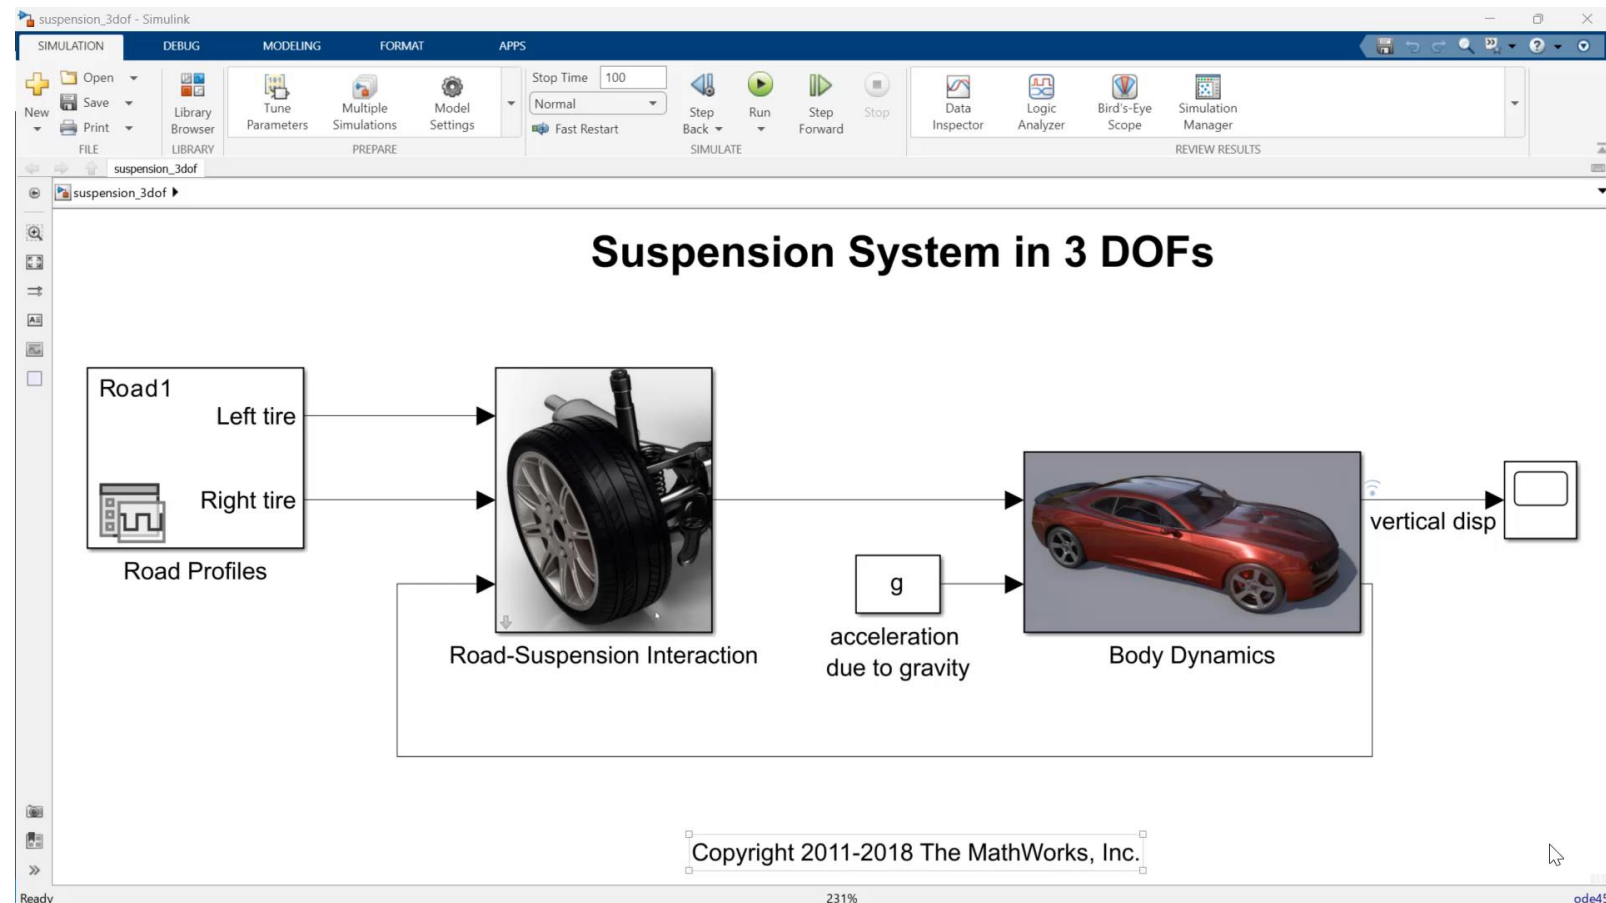 suspension_3dof - Simulink
SIMULATION DEBUG MODELING FORMAT APPS
New
Open
Save
Print
FILE
Library
Browser
LIBRARY
Tune
Parameters
Multiple
Simulations
Model
Settings
PREPARE
Stop Time 100
Normal
Fast Restart
Step
Back
Run
Step
Forward
Stop
SIMULATE
Data
Inspector
Logic
Analyzer
Bird's-Eye
Scope
Simulation
Manager
REVIEW RESULTS
suspension_3dof
suspension_3dof
Suspension System in 3 DOFs
Road1
Left tire
Right tire
Road Profiles
Road-Suspension Interaction
g
acceleration
due to gravity
Body Dynamics
vertical disp
Copyright 2011-2018 The MathWorks, Inc.
Ready 231% ode45